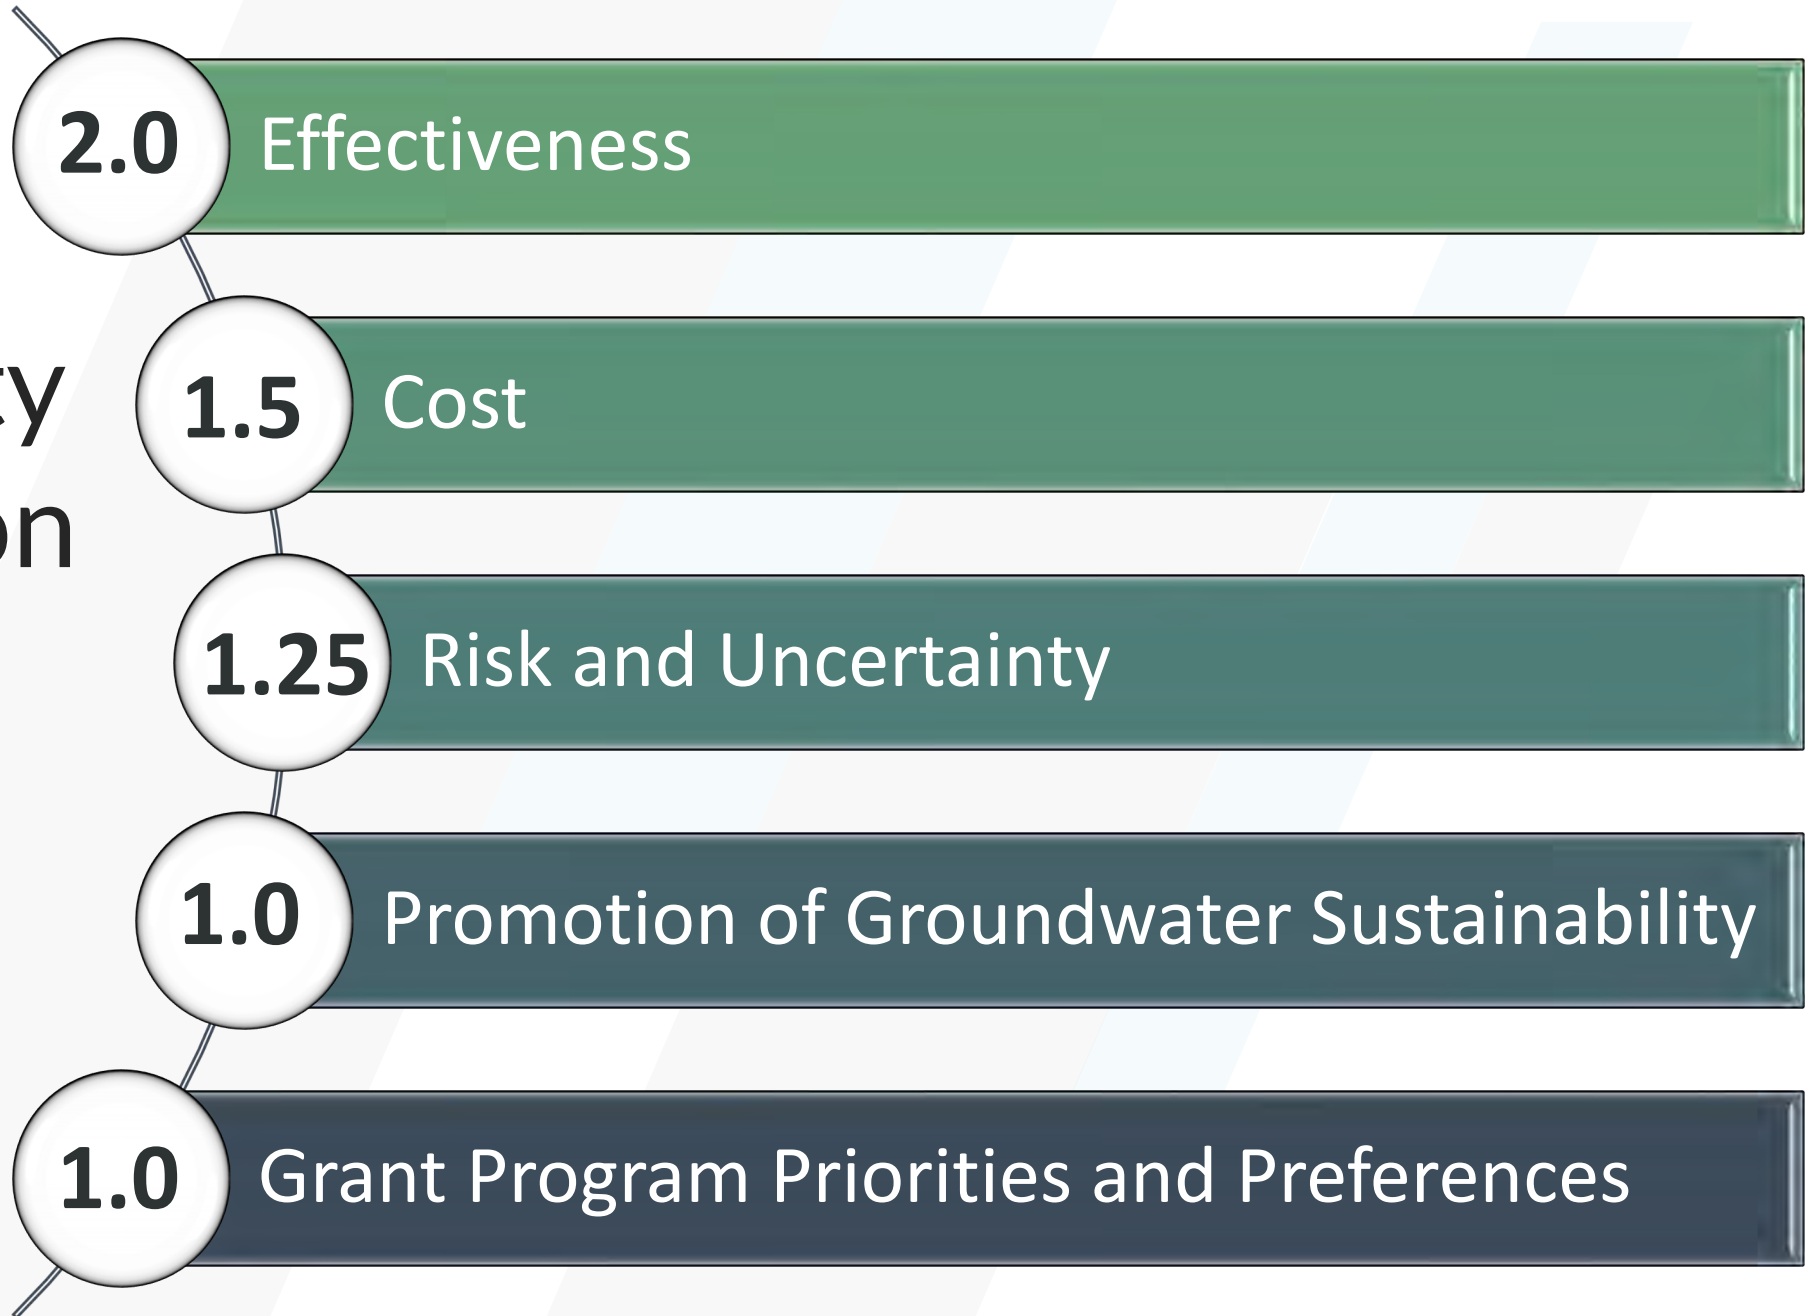 2.0 Effectiveness
1.5 Cost
1.25 Risk and Uncertainty
1.0 Promotion of Groundwater Sustainability
1.0 Grant Program Priorities and Preferences